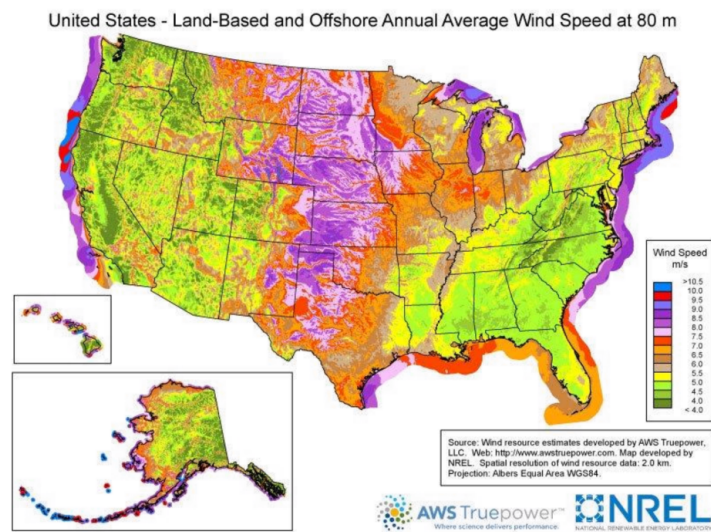 United States - Land-Based and Offshore Annual Average Wind Speed at 80 m
Wind Speed
m/s
>10.5
10.0
9.5
9.0
8.5
8.0
7.5
7.0
6.5
6.0
5.5
5.0
4.5
4.0
< 4.0
Source: Wind resource estimates developed by AWS Truepower,
LLC. Web: http://www.awstruepower.com. Map developed by
NREL. Spatial resolution of wind resource data: 2.0 km.
Projection: Albers Equal Area WGS84.
AWS Truepower™
Where science delivers performance.
NREL
NATIONAL RENEWABLE ENERGY LABORATORY